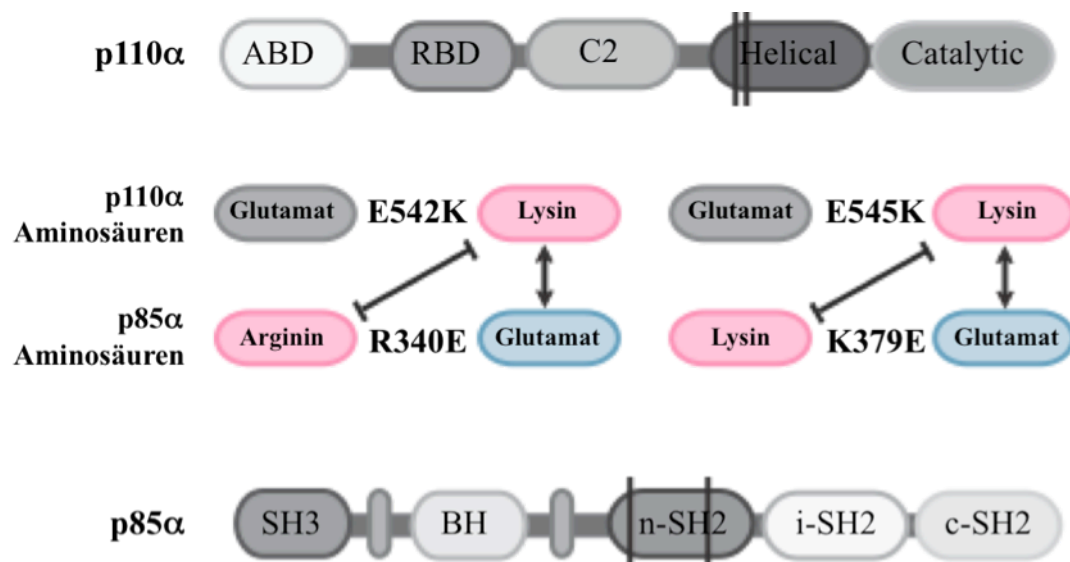 p110α ABD RBD C2 Helical Catalytic
p110α
Aminosäuren
Glutamat E542K Lysin Glutamat E545K Lysin
p85α
Aminosäuren
Arginin R340E Glutamat Lysin K379E Glutamat
p85α SH3 BH n-SH2 i-SH2 c-SH2